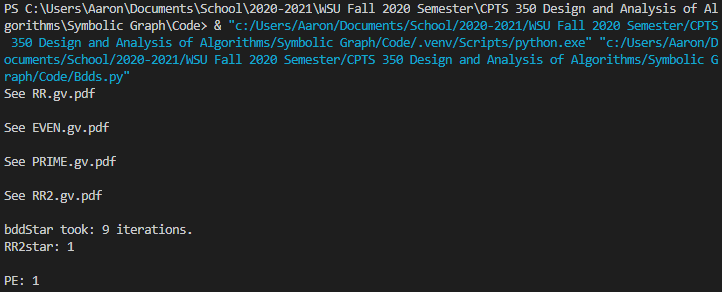 PS C:\Users\Aaron\Documents\School\2020-2021\WSU Fall 2020 Semester\CPTS 350 Design and Analysis of Al
gorithms\Symbolic Graph\Code> & "c:/Users/Aaron/Documents/School/2020-2021/WSU Fall 2020 Semester/CPTS
 350 Design and Analysis of Algorithms/Symbolic Graph/Code/.venv/Scripts/python.exe" "c:/Users/Aaron/D
ocuments/School/2020-2021/WSU Fall 2020 Semester/CPTS 350 Design and Analysis of Algorithms/Symbolic G
raph/Code/Bdds.py"
See RR.gv.pdf
See EVEN.gv.pdf
See PRIME.gv.pdf
See RR2.gv.pdf
bddStar took: 9 iterations.
RR2star: 1
PE: 1